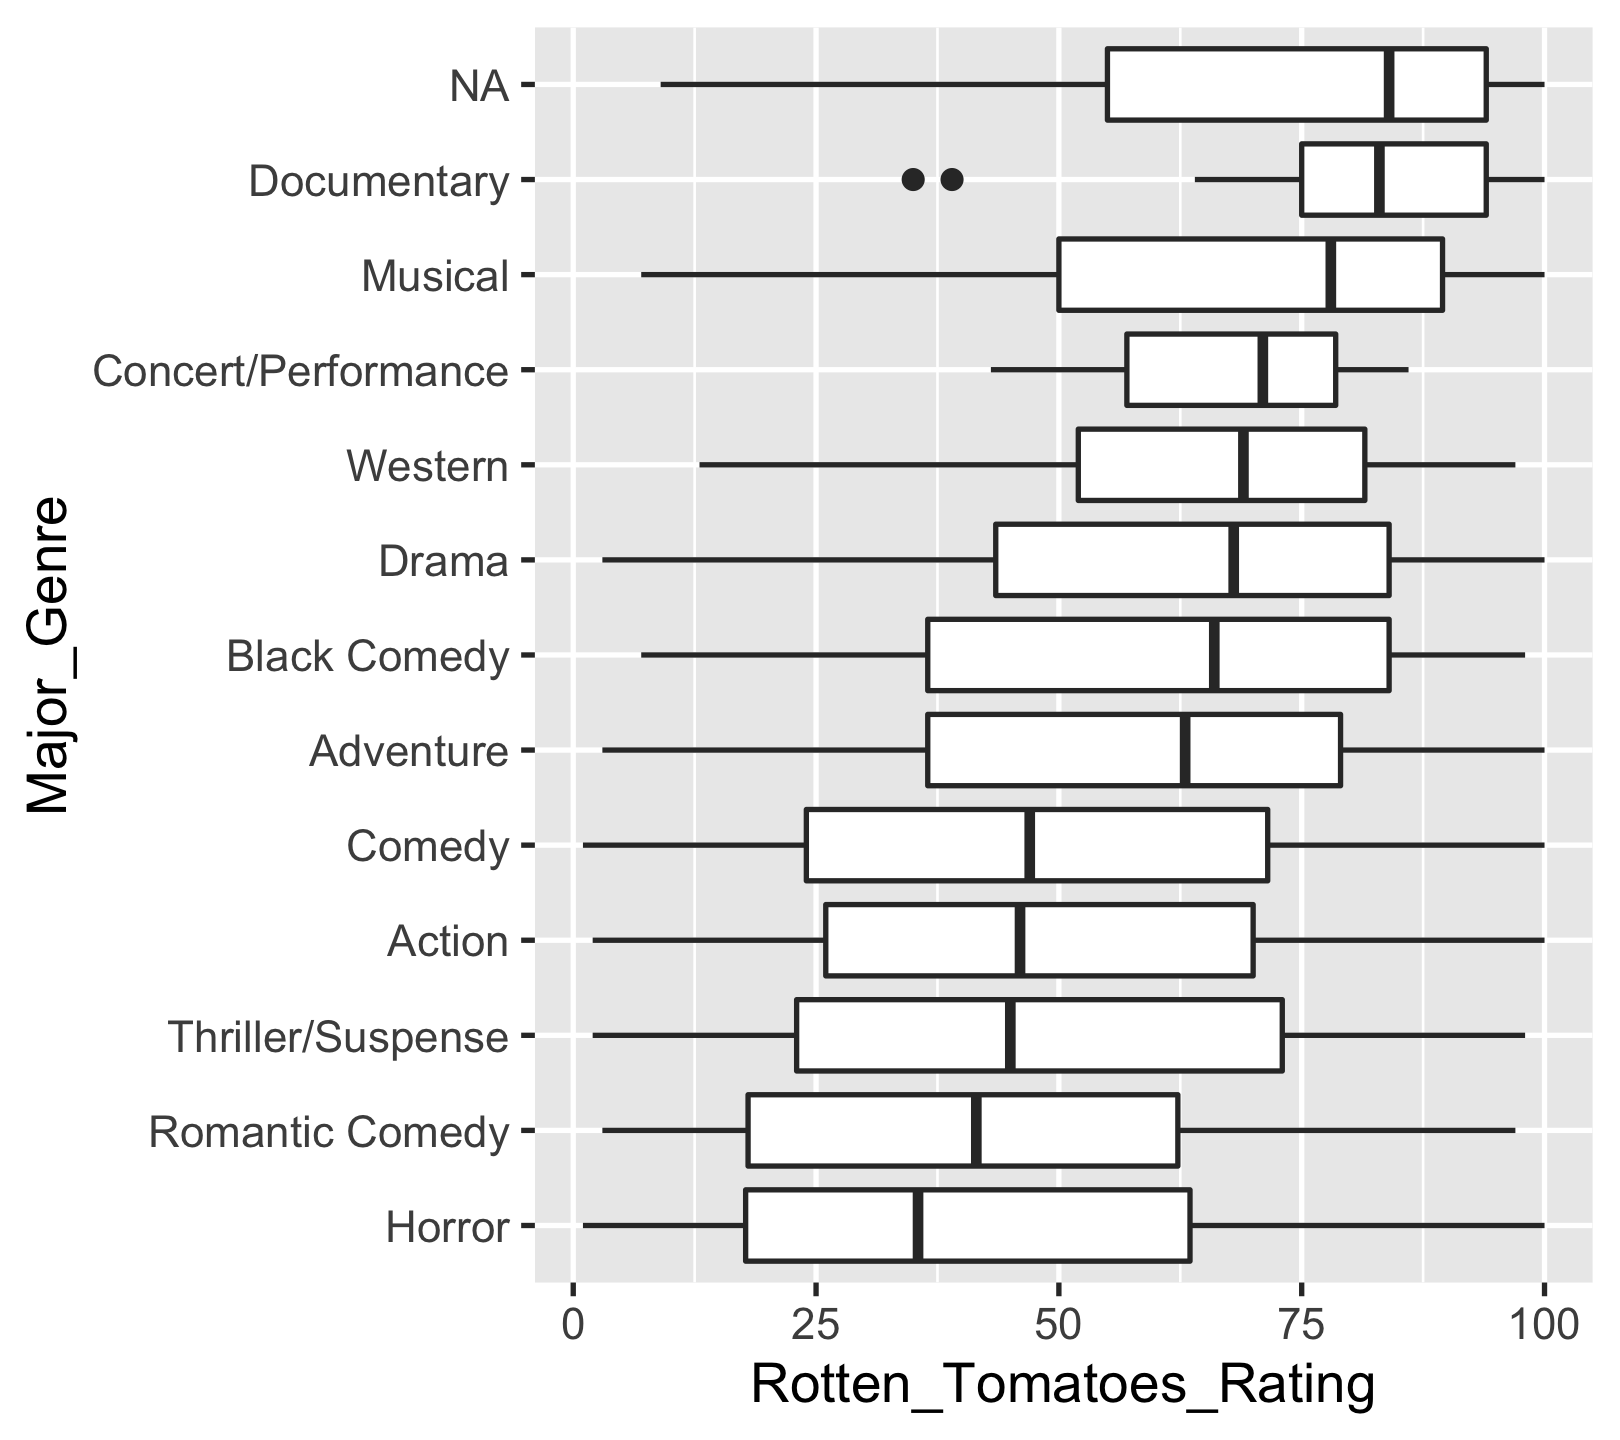 NA
Documentary
Musical
Concert/Performance
Western
Drama
Black Comedy
Adventure
Comedy
Action
Thriller/Suspense
Romantic Comedy
Horror
Major_Genre
0 25 50 75 100
Rotten_Tomatoes_Rating